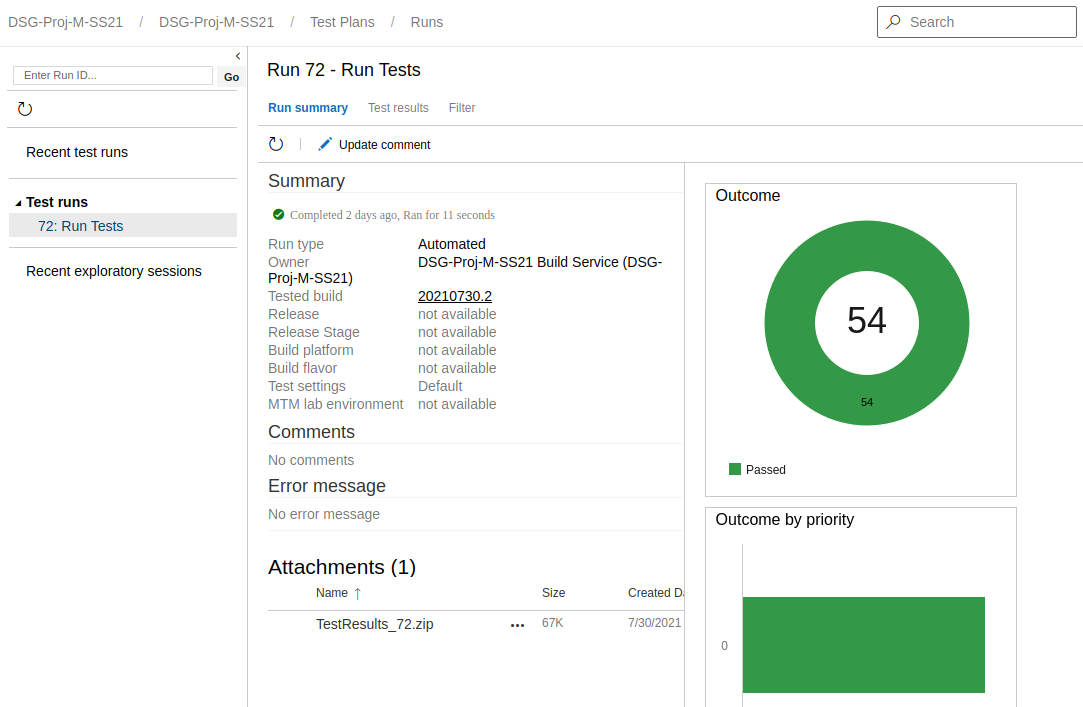 DSG-Proj-M-SS21 / DSG-Proj-M-SS21 / Test Plans / Runs
Search
Enter Run ID...
Go
Recent test runs
Test runs
72: Run Tests
Recent exploratory sessions
Run 72 - Run Tests
Run summary Test results Filter
Update comment
Summary
Completed 2 days ago, Ran for 11 seconds
Run type Automated
Owner DSG-Proj-M-SS21 Build Service (DSG-
Proj-M-SS21)
Tested build 20210730.2
Release not available
Release Stage not available
Build platform not available
Build flavor not available
Test settings Default
MTM lab environment not available
Comments
No comments
Error message
No error message
Attachments (1)
Name ↑ Size Created Da
TestResults_72.zip ... 67K 7/30/2021
Outcome
54
54
Passed
Outcome by priority
0